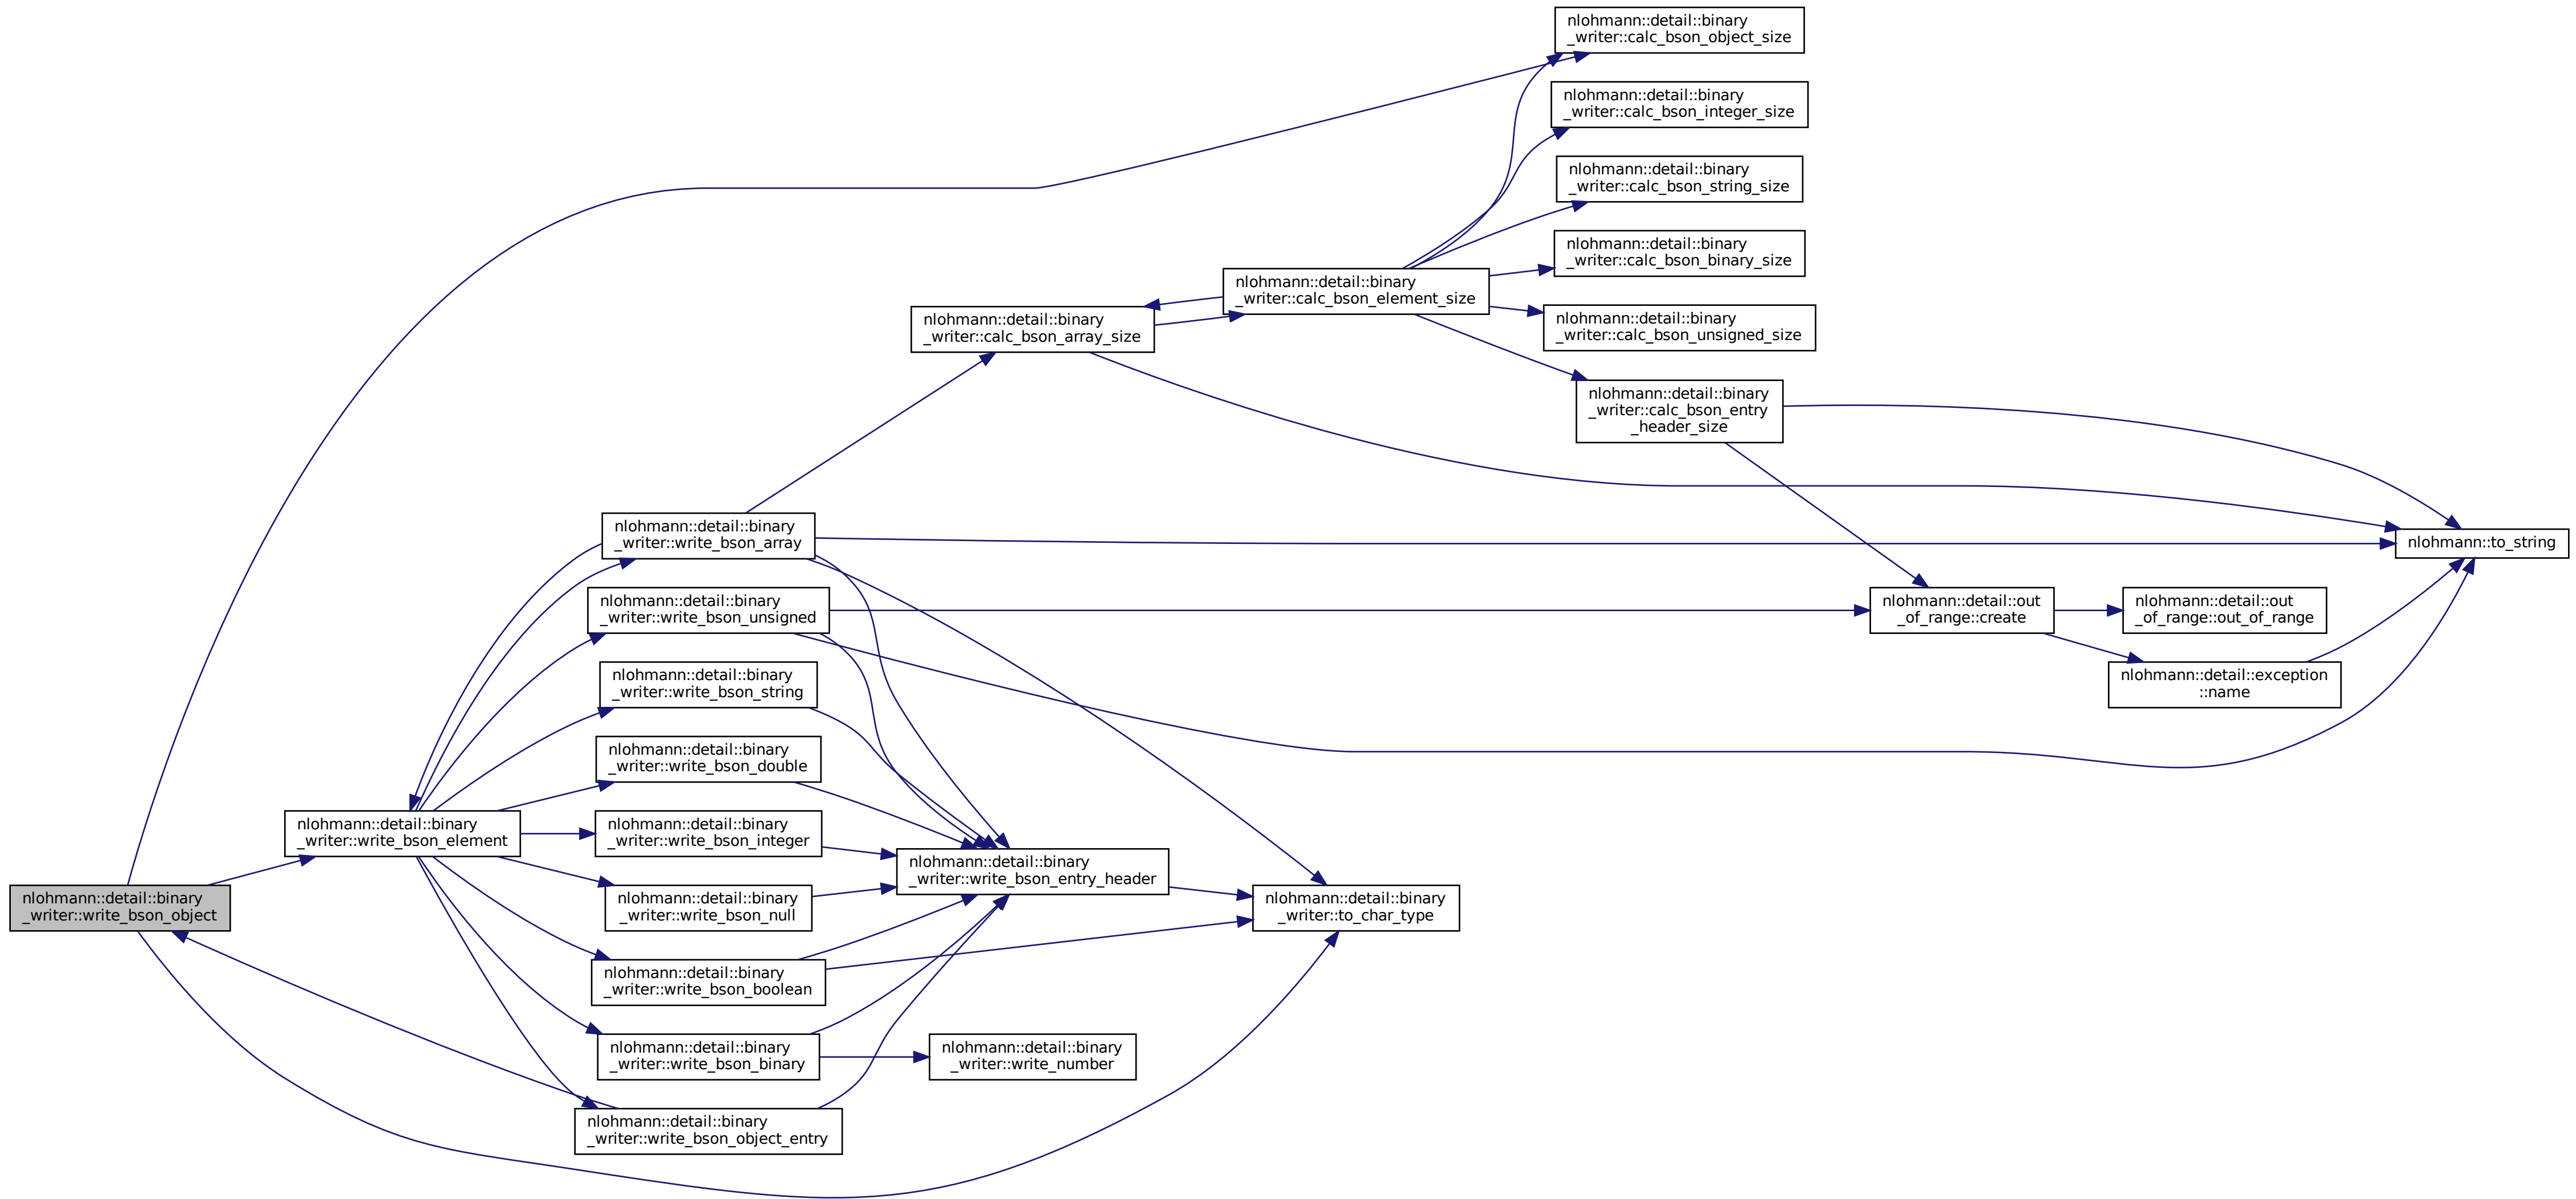 nlohmann::detail::binary
_writer::write_bson_object
nlohmann::detail::binary
_writer::write_bson_element
nlohmann::detail::binary
_writer::write_bson_array
nlohmann::detail::binary
_writer::write_bson_unsigned
nlohmann::detail::binary
_writer::write_bson_string
nlohmann::detail::binary
_writer::write_bson_double
nlohmann::detail::binary
_writer::write_bson_integer
nlohmann::detail::binary
_writer::write_bson_null
nlohmann::detail::binary
_writer::write_bson_boolean
nlohmann::detail::binary
_writer::write_bson_binary
nlohmann::detail::binary
_writer::write_bson_object_entry
nlohmann::detail::binary
_writer::calc_bson_array_size
nlohmann::detail::binary
_writer::write_bson_entry_header
nlohmann::detail::binary
_writer::write_number
nlohmann::detail::binary
_writer::calc_bson_element_size
nlohmann::detail::binary
_writer::to_char_type
nlohmann::detail::binary
_writer::calc_bson_object_size
nlohmann::detail::binary
_writer::calc_bson_integer_size
nlohmann::detail::binary
_writer::calc_bson_string_size
nlohmann::detail::binary
_writer::calc_bson_binary_size
nlohmann::detail::binary
_writer::calc_bson_unsigned_size
nlohmann::detail::binary
_writer::calc_bson_entry
_header_size
nlohmann::detail::out
_of_range::create
nlohmann::detail::out
_of_range::out_of_range
nlohmann::detail::exception
::name
nlohmann::to_string